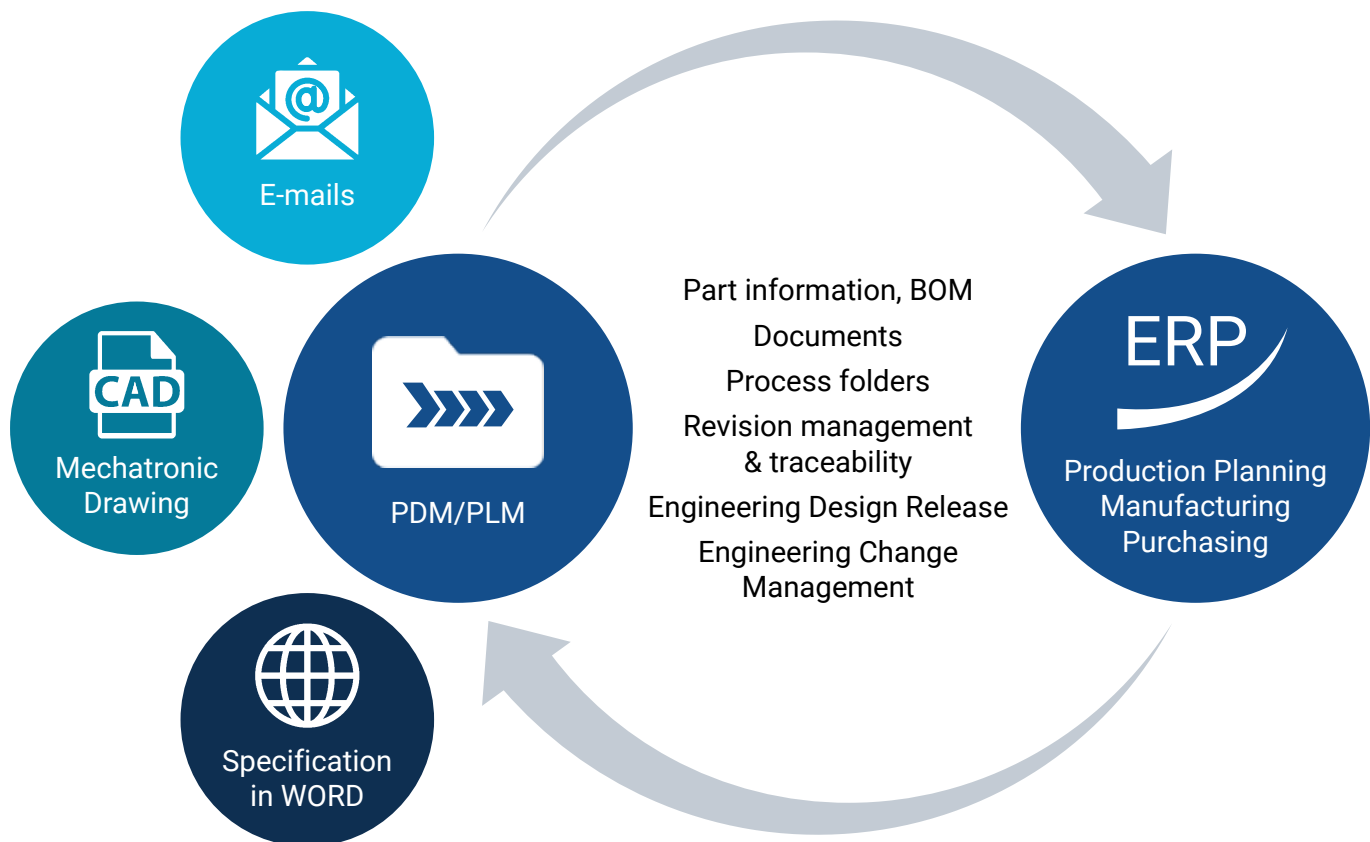 @
E-mails
CAD
Mechatronic
Drawing
PDM/PLM
Specification
in WORD
Part information, BOM
Documents
Process folders
Revision management
& traceability
Engineering Design Release
Engineering Change
Management
ERP
Production Planning
Manufacturing
Purchasing